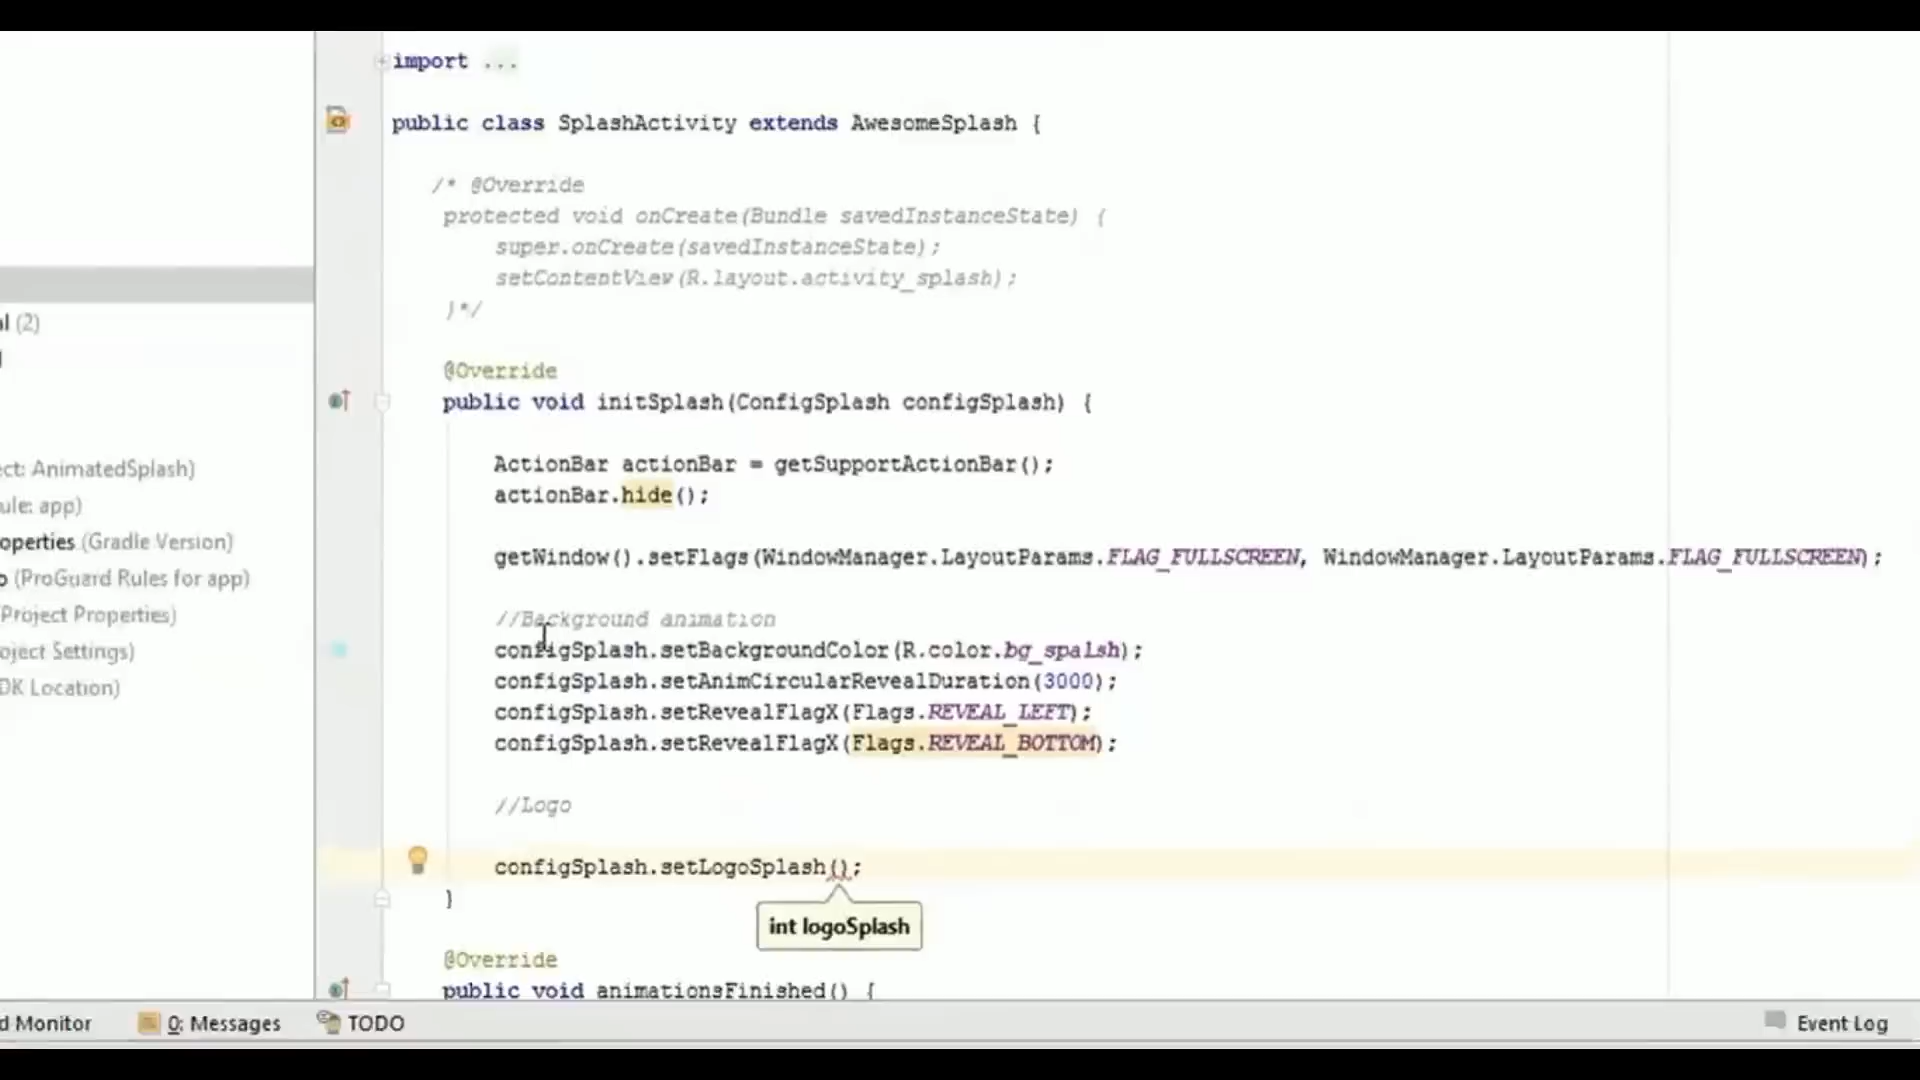 import ...
public class SplashActivity extends AwesomeSplash {
/* @Override
protected void onCreate(Bundle savedInstanceState) {
super.onCreate(savedInstanceState);
setContentView(R.layout.activity_splash);
}*/
@Override
public void initSplash(ConfigSplash configSplash) {
ActionBar actionBar = getSupportActionBar();
actionBar.hide();
getWindow().setFlags(WindowManager.LayoutParams.FLAG_FULLSCREEN, WindowManager.LayoutParams.FLAG_FULLSCREEN);
//Background animation
configSplash.setBackgroundColor(R.color.bg_spalsh);
configSplash.setAnimCircularRevealDuration(3000);
configSplash.setRevealFlagX(Flags.REVEAL_LEFT);
configSplash.setRevealFlagX(Flags.REVEAL_BOTTOM);
//Logo
configSplash.setLogoSplash();
}
int logoSplash
@Override
public void animationsFinished() {
al (2)
ect: AnimatedSplash)
ule: app)
operties (Gradle Version)
o (ProGuard Rules for app)
(Project Properties)
oject Settings)
DK Location)
d Monitor
0: Messages
TODO
Event Log